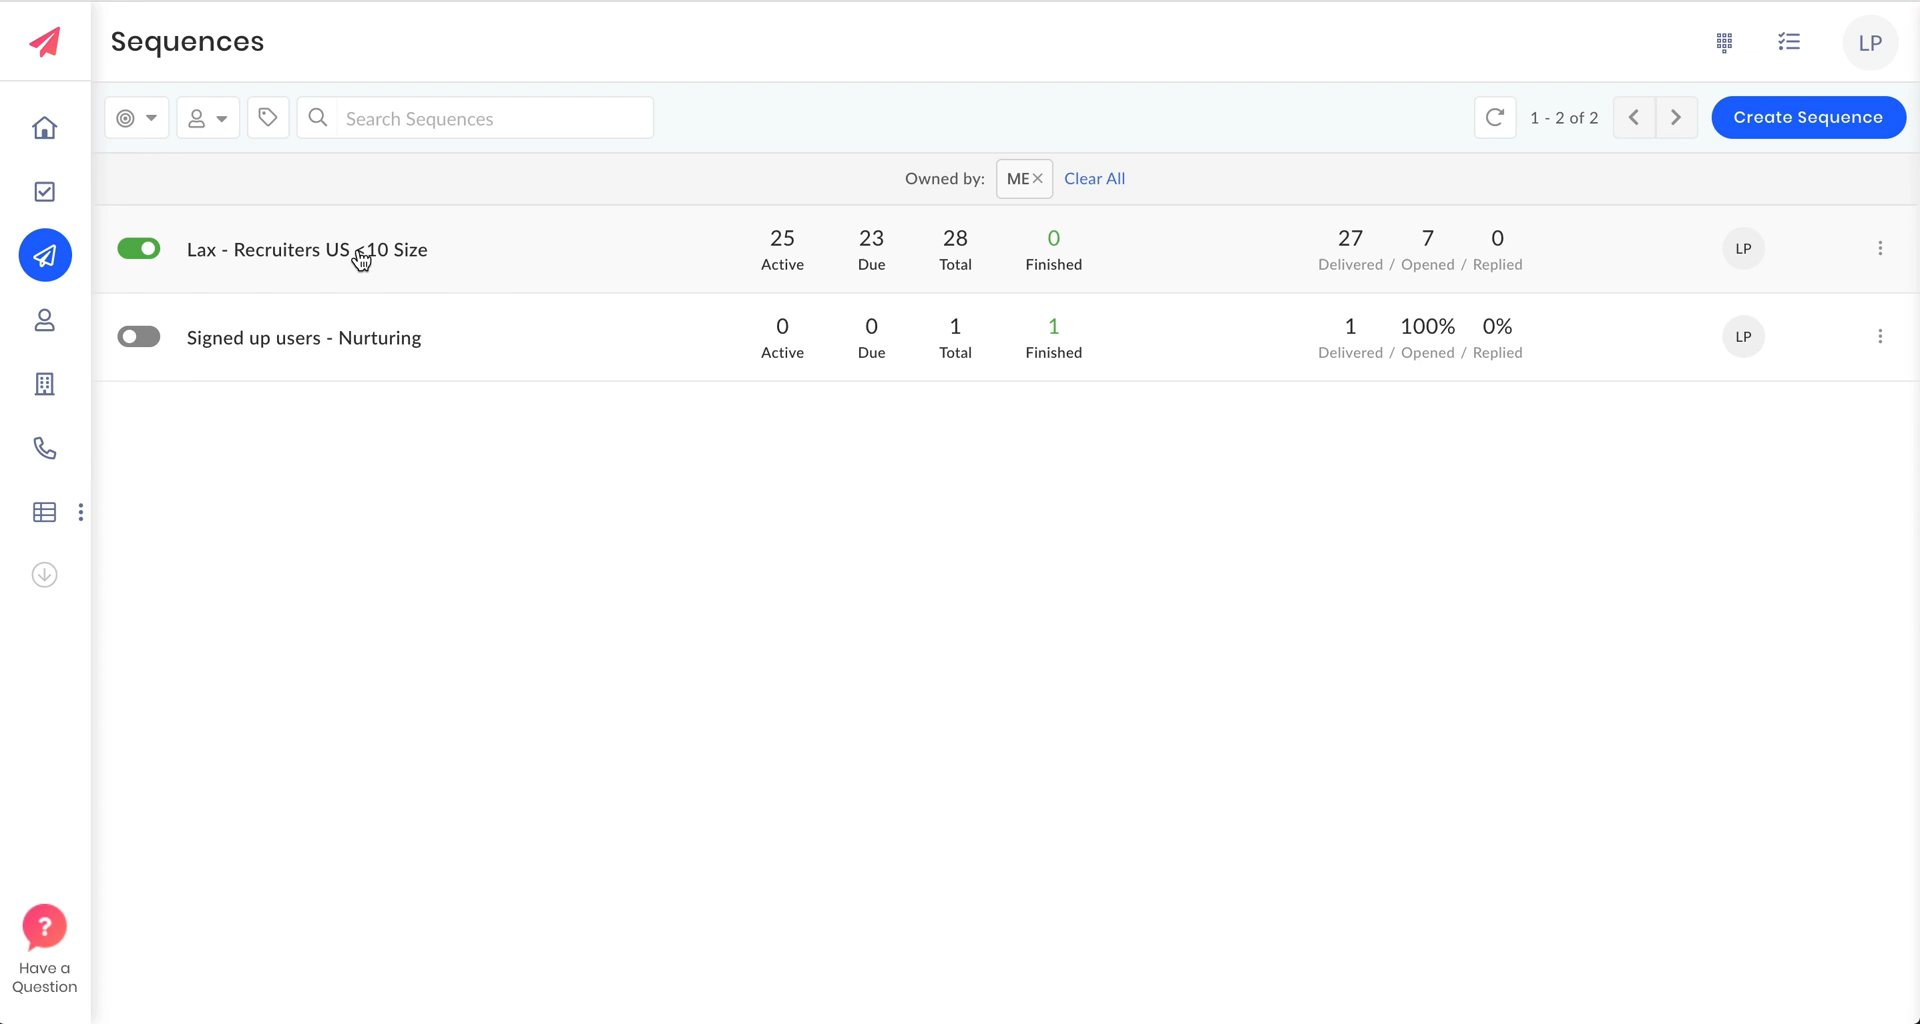 Sequences
LP
Search Sequences
1 - 2 of 2
Create Sequence
Owned by: ME Clear All
Lax - Recruiters US <10 Size
25 23 28 0 27 7 0
Active Due Total Finished Delivered / Opened / Replied
LP
Signed up users - Nurturing
0 0 1 1 1 100% 0%
Active Due Total Finished Delivered / Opened / Replied
LP
?
Have a
Question